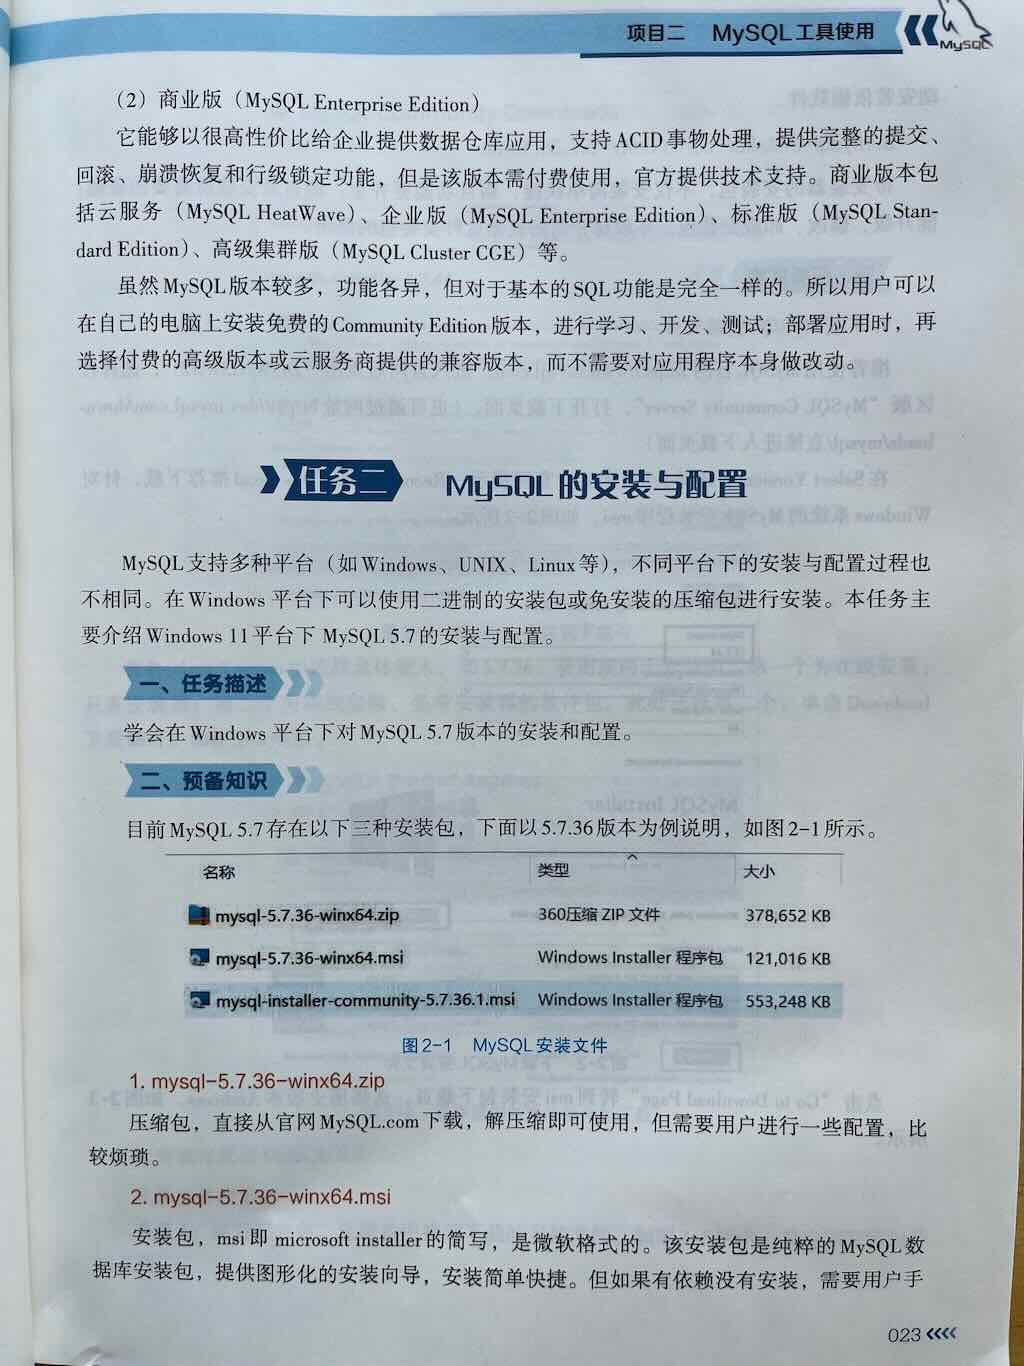 项目二 MySQL工具使用
MySQL
（2）商业版（MySQL Enterprise Edition）
它能够以很高性价比给企业提供数据仓库应用，支持ACID事物处理，提供完整的提交、
回滚、崩溃恢复和行级锁定功能，但是该版本需付费使用，官方提供技术支持。商业版本包
括云服务（MySQL HeatWave）、企业版（MySQL Enterprise Edition）、标准版（MySQL Stan-
dard Edition）、高级集群版（MySQL Cluster CGE）等。
虽然MySQL版本较多，功能各异，但对于基本的SQL功能是完全一样的。所以用户可以
在自己的电脑上安装免费的Community Edition版本，进行学习、开发、测试；部署应用时，再
选择付费的高级版本或云服务商提供的兼容版本，而不需要对应用程序本身做改动。
任务二 MySQL的安装与配置
MySQL支持多种平台（如Windows、UNIX、Linux等），不同平台下的安装与配置过程也
不相同。在Windows 平台下可以使用二进制的安装包或免安装的压缩包进行安装。本任务主
要介绍Windows 11平台下 MySQL 5.7的安装与配置。
一、任务描述
学会在Windows 平台下对MySQL 5.7版本的安装和配置。
二、预备知识
目前MySQL 5.7存在以下三种安装包，下面以5.7.36版本为例说明，如图2-1所示。
名称 类型 大小
mysql-5.7.36-winx64.zip 360压缩 ZIP 文件 378,652 KB
mysql-5.7.36-winx64.msi Windows Installer 程序包 121,016 KB
mysql-installer-community-5.7.36.1.msi Windows Installer 程序包 553,248 KB
图2-1 MySQL安装文件
1. mysql-5.7.36-winx64.zip
压缩包，直接从官网MySQL.com下载，解压缩即可使用，但需要用户进行一些配置，比
较烦琐。
2. mysql-5.7.36-winx64.msi
安装包，msi即 microsoft installer的简写，是微软格式的。该安装包是纯粹的MySQL数
据库安装包，提供图形化的安装向导，安装简单快捷。但如果有依赖没有安装，需要用户手
023